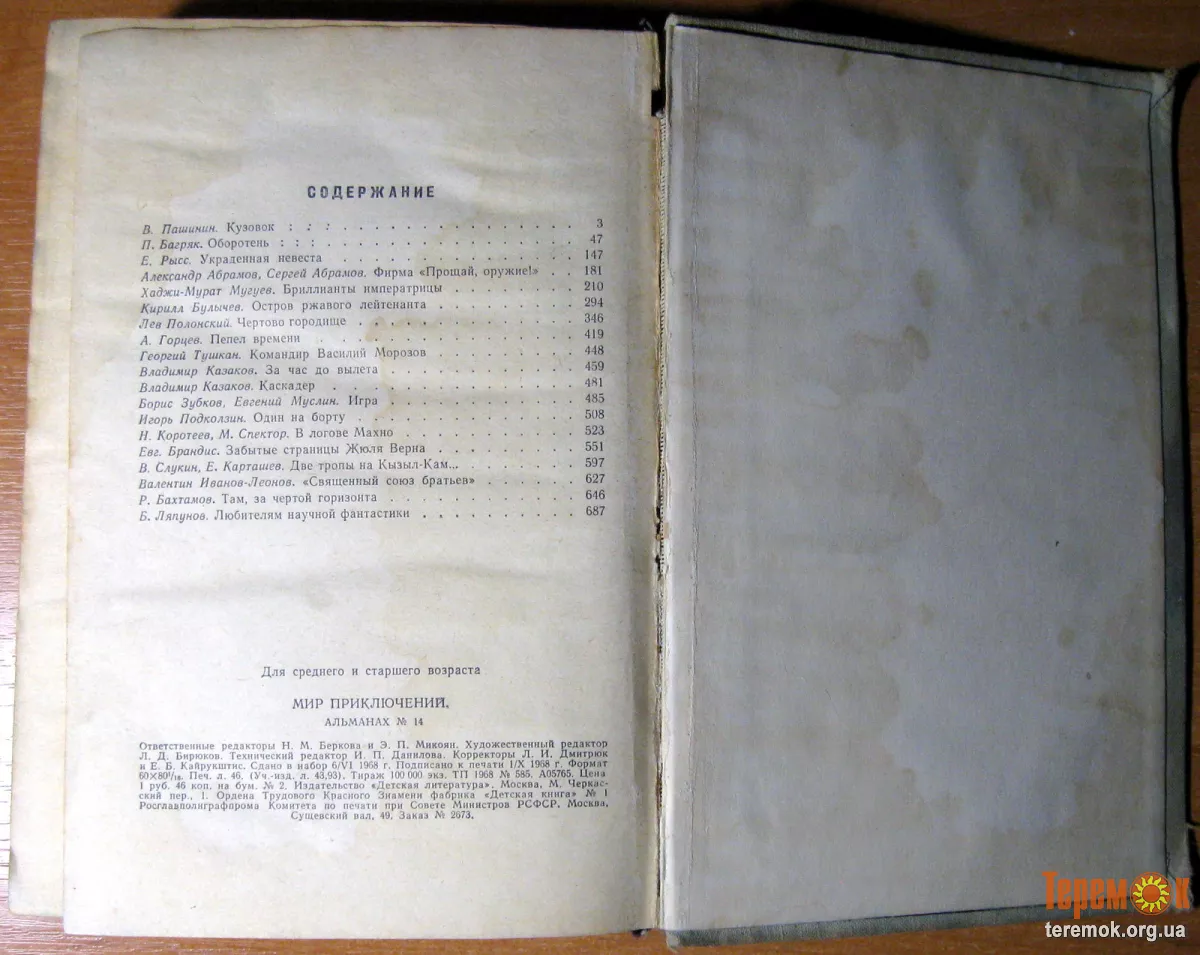 СОДЕРЖАНИЕ
В. Пашинин. Кузовок : : : . . . . . . . . . . . . . . . 3
П. Багряк. Оборотень : : : . . . . . . . . . . . . . . . 47
Е. Рысс. Украденная невеста . . . . . . . . . . . . . . 147
Александр Абрамов, Сергей Абрамов. Фирма «Прощай, оружие!» . . 181
Хаджи-Мурат Мугуев. Бриллианты императрицы . . . . . . . 210
Кирилл Булычев. Остров ржавого лейтенанта . . . . . . . . 294
Лев Полонский. Чертово городище . . . . . . . . . . . . 346
А. Горцев. Пепел времени . . . . . . . . . . . . . . . 419
Георгий Тушкан. Командир Василий Морозов . . . . . . . . 448
Владимир Казаков. За час до вылета . . . . . . . . . . . 459
Владимир Казаков. Каскадер . . . . . . . . . . . . . . 481
Борис Зубков, Евгений Муслин. Игра . . . . . . . . . . . 485
Игорь Подколзин. Один на борту . . . . . . . . . . . . 508
Н. Коротеев, М. Спектор. В логове Махно . . . . . . . . . 523
Евг. Брандис. Забытые страницы Жюля Верна . . . . . . . . 551
В. Слукин, Е. Карташев. Две тропы на Кызыл-Кам... . . . . . . 597
Валентин Иванов-Леонов. «Священный союз братьев» . . . . . 627
Р. Бахтамов. Там, за чертой горизонта . . . . . . . . . . 646
Б. Ляпунов. Любителям научной фантастики . . . . . . . . . 687
Для среднего и старшего возраста
МИР ПРИКЛЮЧЕНИЙ.
АЛЬМАНАХ № 14
Ответственные редакторы Н. М. Беркова и Э. П. Микоян. Художественный редактор
Л. Д. Бирюков. Технический редактор И. П. Данилова. Корректоры Л. И. Дмитрюк
и Е. Б. Кайрукштис. Сдано в набор 6/VI 1968 г. Подписано к печати 1/X 1968 г. Формат
60×80¹/₁₆. Печ. л. 46. (Уч.-изд. л. 43,93). Тираж 100 000 экз. ТП 1968 № 585. А05765. Цена
1 руб. 46 коп. на бум. № 2. Издательство «Детская литература». Москва, М. Черкас-
ский пер., 1. Ордена Трудового Красного Знамени фабрика «Детская книга» № 1
Росглавполиграфпрома Комитета по печати при Совете Министров РСФСР. Москва,
Сущевский вал, 49. Заказ № 2673.
Теремок
teremok.org.ua